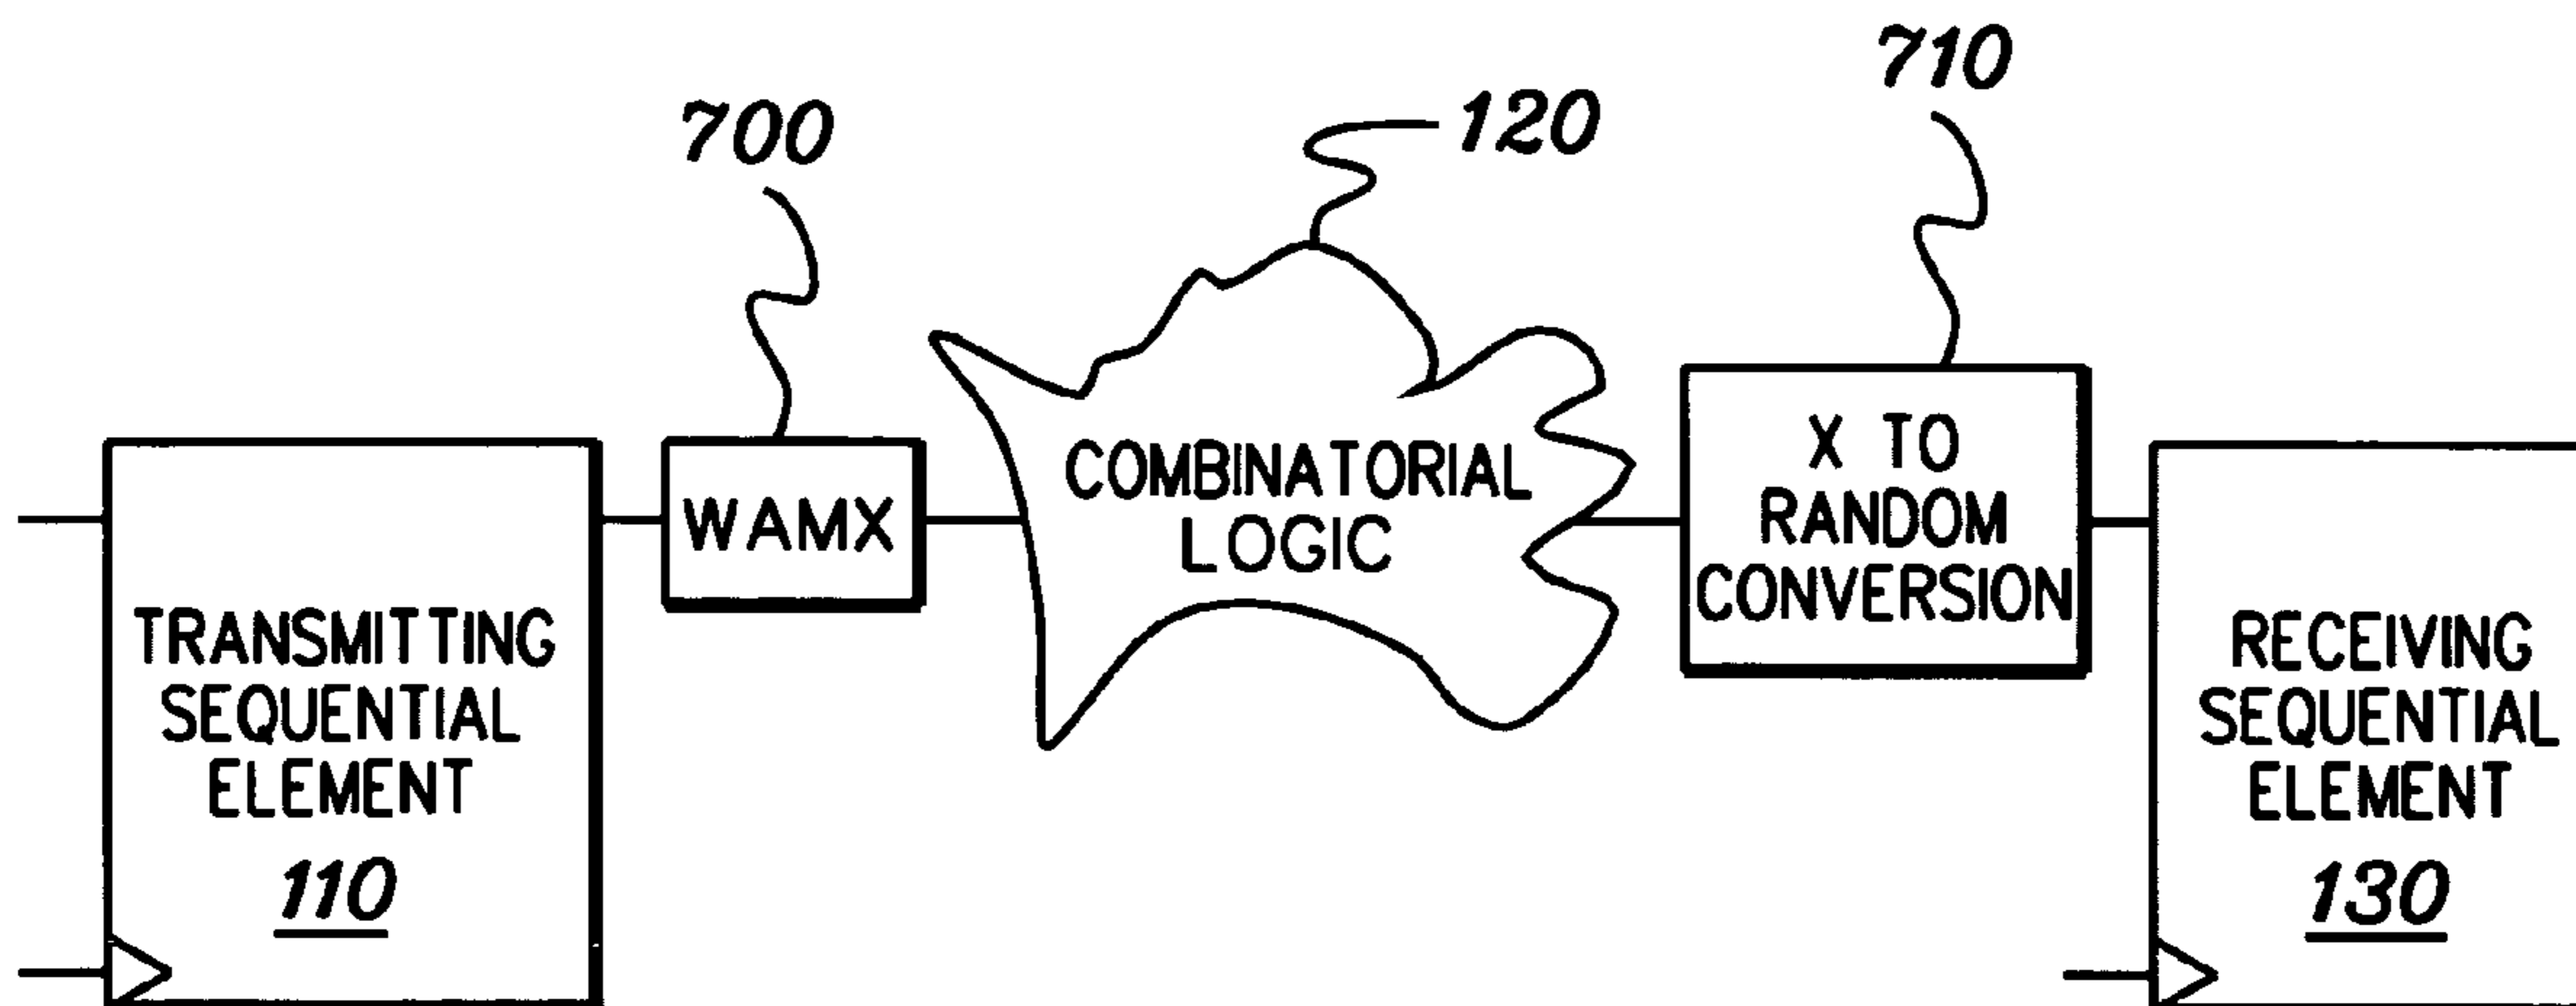 700
120
710
TRANSMITTING
SEQUENTIAL
ELEMENT
110
WAMX
COMBINATORIAL
LOGIC
X TO
RANDOM
CONVERSION
RECEIVING
SEQUENTIAL
ELEMENT
130